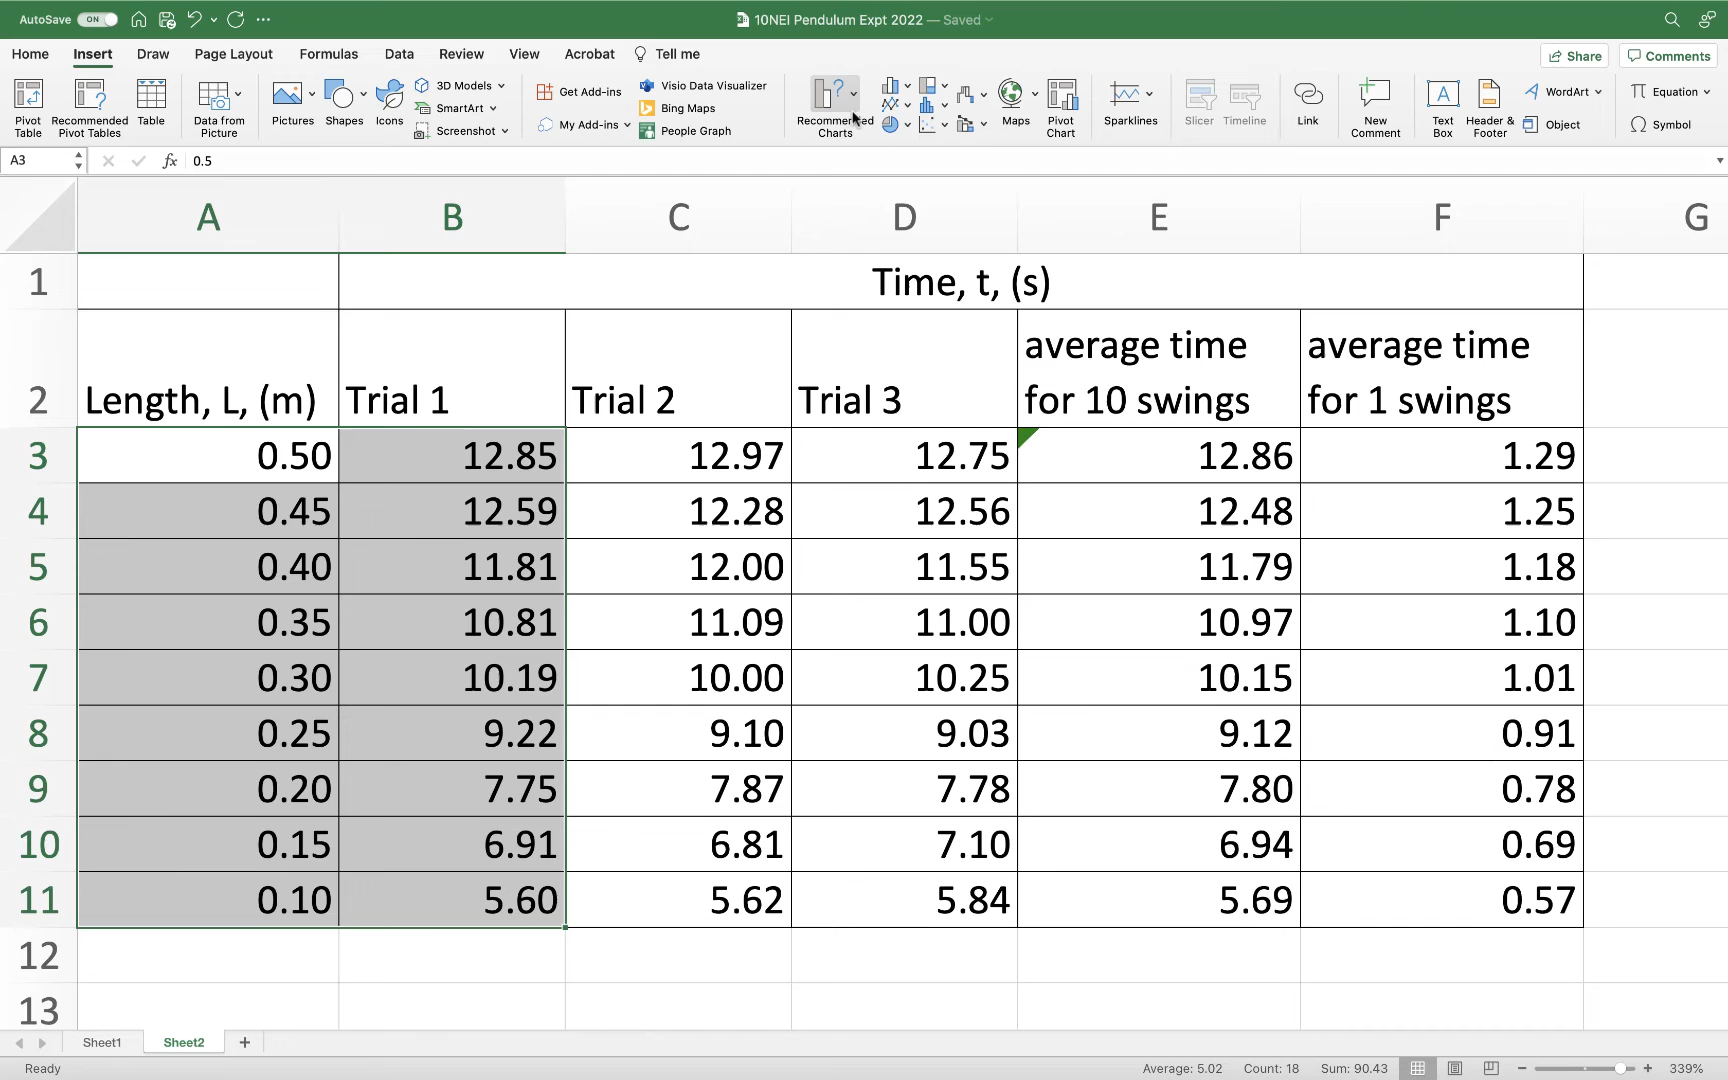 AutoSave ON 10NEI Pendulum Expt 2022 — Saved
Home Insert Draw Page Layout Formulas Data Review View Acrobat Tell me Share Comments
Pivot Table
Recommended Pivot Tables
Table
Data from Picture
Pictures
Shapes
Icons
3D Models
SmartArt
Screenshot
Get Add-ins
My Add-ins
Visio Data Visualizer
Bing Maps
People Graph
Recommended Charts
Maps
Pivot Chart
Sparklines
Slicer
Timeline
Link
New Comment
Text Box
Header & Footer
WordArt
Object
Equation
Symbol
A3 fx 0.5
A B C D E F G
1 Time, t, (s)
average time average time
2 Length, L, (m) Trial 1 Trial 2 Trial 3 for 10 swings for 1 swings
3 0.50 12.85 12.97 12.75 12.86 1.29
4 0.45 12.59 12.28 12.56 12.48 1.25
5 0.40 11.81 12.00 11.55 11.79 1.18
6 0.35 10.81 11.09 11.00 10.97 1.10
7 0.30 10.19 10.00 10.25 10.15 1.01
8 0.25 9.22 9.10 9.03 9.12 0.91
9 0.20 7.75 7.87 7.78 7.80 0.78
10 0.15 6.91 6.81 7.10 6.94 0.69
11 0.10 5.60 5.62 5.84 5.69 0.57
12
13
Sheet1 Sheet2 +
Ready Average: 5.02 Count: 18 Sum: 90.43 339%